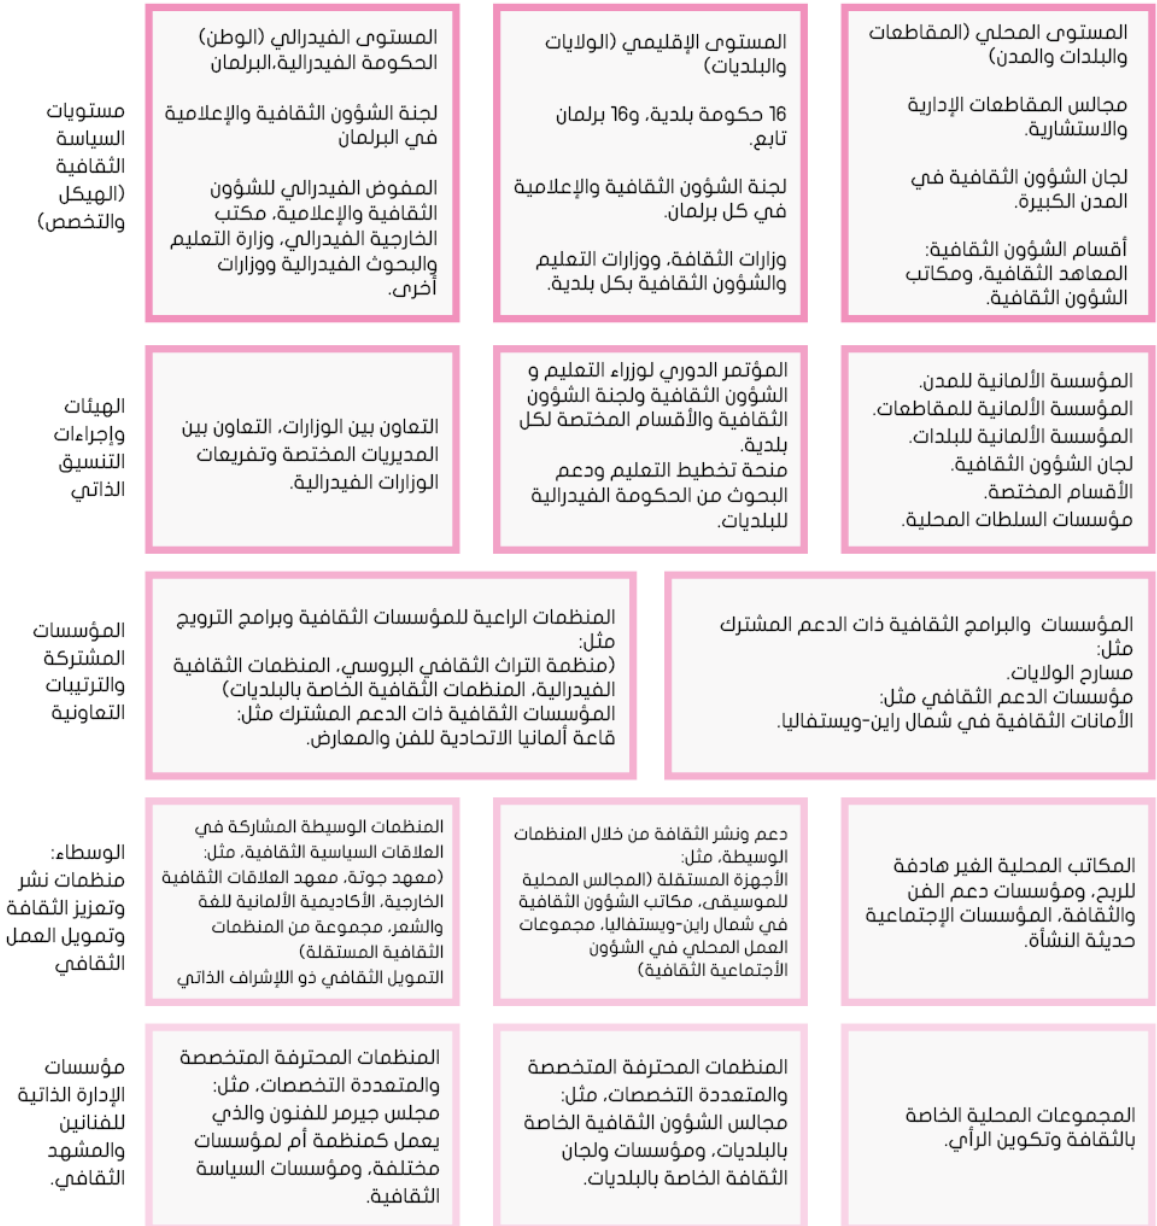 مستويات
السياسة
الثقافية
(الهيكل
والتخصص)
المستوى الفيدرالي (الوطن)
الحكومة الفيدرالية،البرلمان
لجنة الشؤون الثقافية والإعلامية
في البرلمان
المفوض الفيدرالي للشؤون
الثقافية والإعلامية، مكتب
الخارجية الفيدرالي، وزارة التعليم
والبحوث الفيدرالية ووزارات
أخرى.
المستوى الإقليمي (الولايات
والبلديات)
16 حكومة بلدية، و16 برلمان
تابع.
لجنة الشؤون الثقافية والإعلامية
في كل برلمان.
وزارات الثقافة، ووزارات التعليم
والشؤون الثقافية بكل بلدية.
المستوى المحلي (المقاطعات
والبلدات والمدن)
مجالس المقاطعات الإدارية
والاستشارية.
لجان الشؤون الثقافية في
المدن الكبيرة.
أقسام الشؤون الثقافية:
المعاهد الثقافية، ومكاتب
الشؤون الثقافية.
الهيئات
وإجراءات
التنسيق
الذاتي
التعاون بين الوزارات، التعاون بين
المديريات المختصة وتفريعات
الوزارات الفيدرالية.
المؤتمر الدوري لوزراء التعليم و
الشؤون الثقافية ولجنة الشؤون
الثقافية والأقسام المختصة لكل
بلدية.
منحة تخطيط التعليم ودعم
البحوث من الحكومة الفيدرالية
للبلديات.
المؤسسة الألمانية للمدن.
المؤسسة الألمانية للمقاطعات.
المؤسسة الألمانية للبلدات.
لجان الشؤون الثقافية.
الأقسام المختصة.
مؤسسات السلطات المحلية.
المؤسسات
المشتركة
والترتيبات
التعاونية
المنظمات الراعية للمؤسسات الثقافية وبرامج الترويج
مثل:
(منظمة التراث الثقافي البروسي، المنظمات الثقافية
الفيدرالية، المنظمات الثقافية الخاصة بالبلديات)
المؤسسات الثقافية ذات الدعم المشترك مثل:
قاعة ألمانيا الاتحادية للفن والمعارض.
المؤسسات والبرامج الثقافية ذات الدعم المشترك
مثل:
مسارح الولايات.
مؤسسات الدعم الثقافي مثل:
الأمانات الثقافية في شمال راين-ويستفاليا.
الوسطاء:
منظمات نشر
وتعزيز الثقافة
وتمويل العمل
الثقافي
المنظمات الوسيطة المشاركة في
العلاقات السياسية الثقافية، مثل:
(معهد جوتة، معهد العلاقات الثقافية
الخارجية، الأكاديمية الألمانية للغة
والشعر، مجموعة من المنظمات
الثقافية المستقلة)
التمويل الثقافي ذو اللإشراف الذاتي
دعم ونشر الثقافة من خلال المنظمات
الوسيطة، مثل:
الأجهزة المستقلة (المجالس المحلية
للموسيقى، مكاتب الشؤون الثقافية
في شمال راين-ويستفاليا، مجموعات
العمل المحلي في الشؤون
الأجتماعية الثقافية)
المكاتب المحلية الغير هادفة
للربح، ومؤسسات دعم الفن
والثقافة، المؤسسات الإجتماعية
حديثة النشأة.
مؤسسات
الإدارة الذاتية
للفنانين
والمشهد
الثقافي.
المنظمات المحترفة المتخصصة
والمتعددة التخصصات، مثل:
مجلس جيرمر للفنون والذي
يعمل كمنظمة أم لمؤسسات
مختلفة، ومؤسسات السياسة
الثقافية.
المنظمات المحترفة المتخصصة
والمتعددة التخصصات، مثل:
مجالس الشؤون الثقافية الخاصة
بالبلديات، ومؤسسات ولجان
الثقافة الخاصة بالبلديات.
المجموعات المحلية الخاصة
بالثقافة وتكوين الرأي.